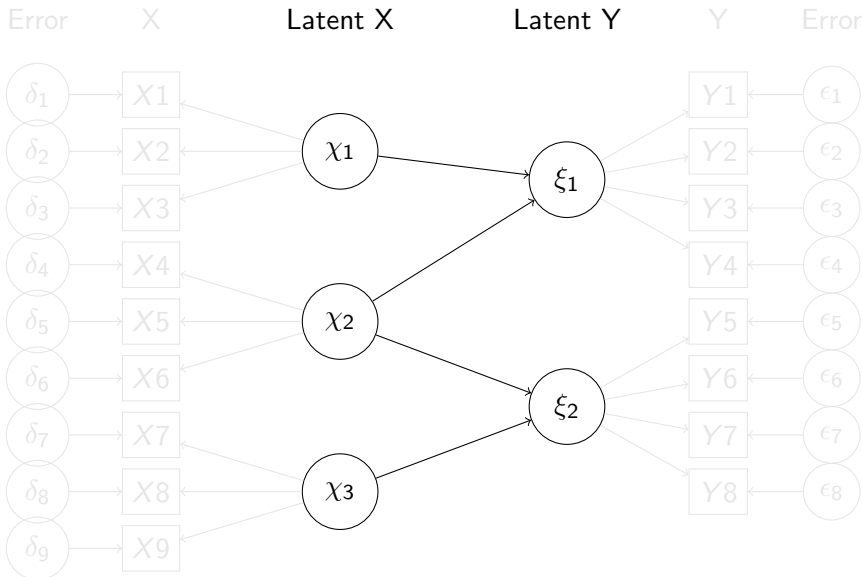 Error X Latent X Latent Y Y Error
δ1 X1 Y1 ϵ1
χ1
δ2 X2 Y2 ϵ2
ξ1
δ3 X3 Y3 ϵ3
δ4 X4 Y4 ϵ4
δ5 X5 χ2 Y5 ϵ5
δ6 X6 Y6 ϵ6
ξ2
δ7 X7 Y7 ϵ7
δ8 X8 χ3 Y8 ϵ8
δ9 X9